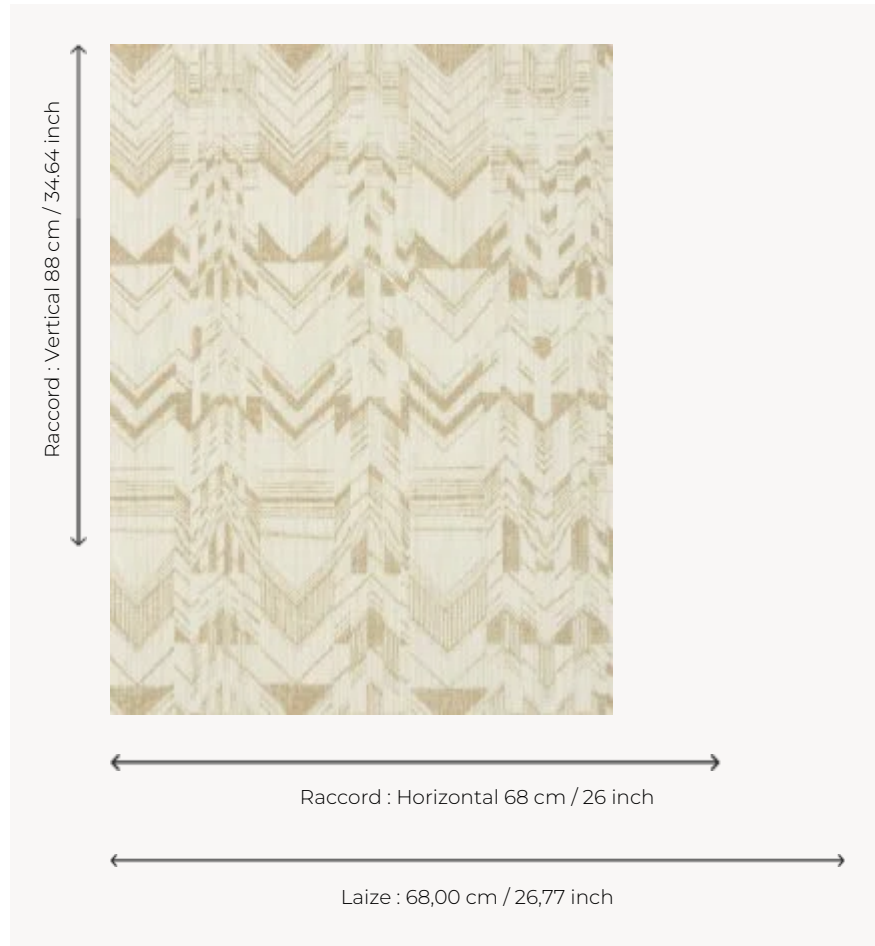 Raccord : Vertical 88 cm / 34.64 inch
Raccord : Horizontal 68 cm / 26 inch
Laize : 68,00 cm / 26,77 inch